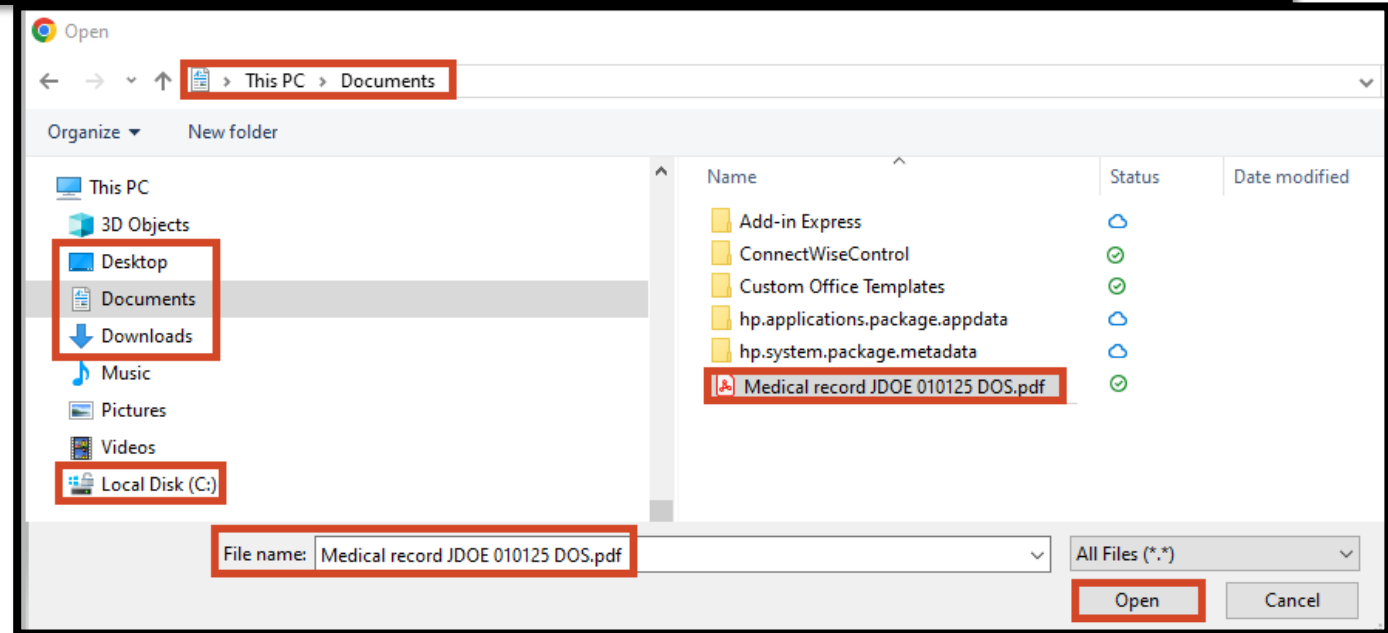 Open
This PC > Documents
Organize New folder
This PC
3D Objects
Desktop
Documents
Downloads
Music
Pictures
Videos
Local Disk (C:)
Name Status Date modified
Add-in Express
ConnectWiseControl
Custom Office Templates
hp.applications.package.appdata
hp.system.package.metadata
Medical record JDOE 010125 DOS.pdf
File name: Medical record JDOE 010125 DOS.pdf All Files (*.*)
Open Cancel